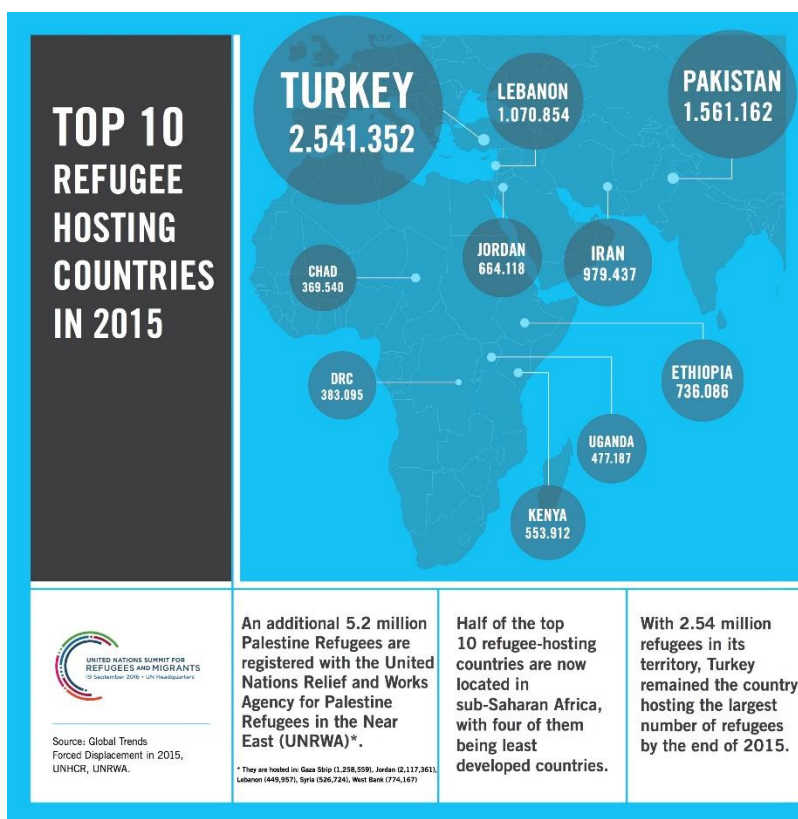 TOP 10
REFUGEE
HOSTING
COUNTRIES
IN 2015
TURKEY
2.541.352
LEBANON
1.070.854
PAKISTAN
1.561.162
JORDAN
664.118
IRAN
979.437
CHAD
369.540
DRC
383.095
ETHIOPIA
736.086
UGANDA
477.187
KENYA
553.912
UNITED NATIONS SUMMIT FOR
REFUGEES AND MIGRANTS
19 September 2016 • UN Headquarters
Source: Global Trends
Forced Displacement in 2015,
UNHCR, UNRWA.
An additional 5.2 million
Palestine Refugees are
registered with the United
Nations Relief and Works
Agency for Palestine
Refugees in the Near
East (UNRWA)*.
* They are hosted in: Gaza Strip (1,258,559), Jordan (2,117,361),
Lebanon (449,957), Syria (526,724), West Bank (774,167)
Half of the top
10 refugee-hosting
countries are now
located in
sub-Saharan Africa,
with four of them
being least
developed countries.
With 2.54 million
refugees in its
territory, Turkey
remained the country
hosting the largest
number of refugees
by the end of 2015.